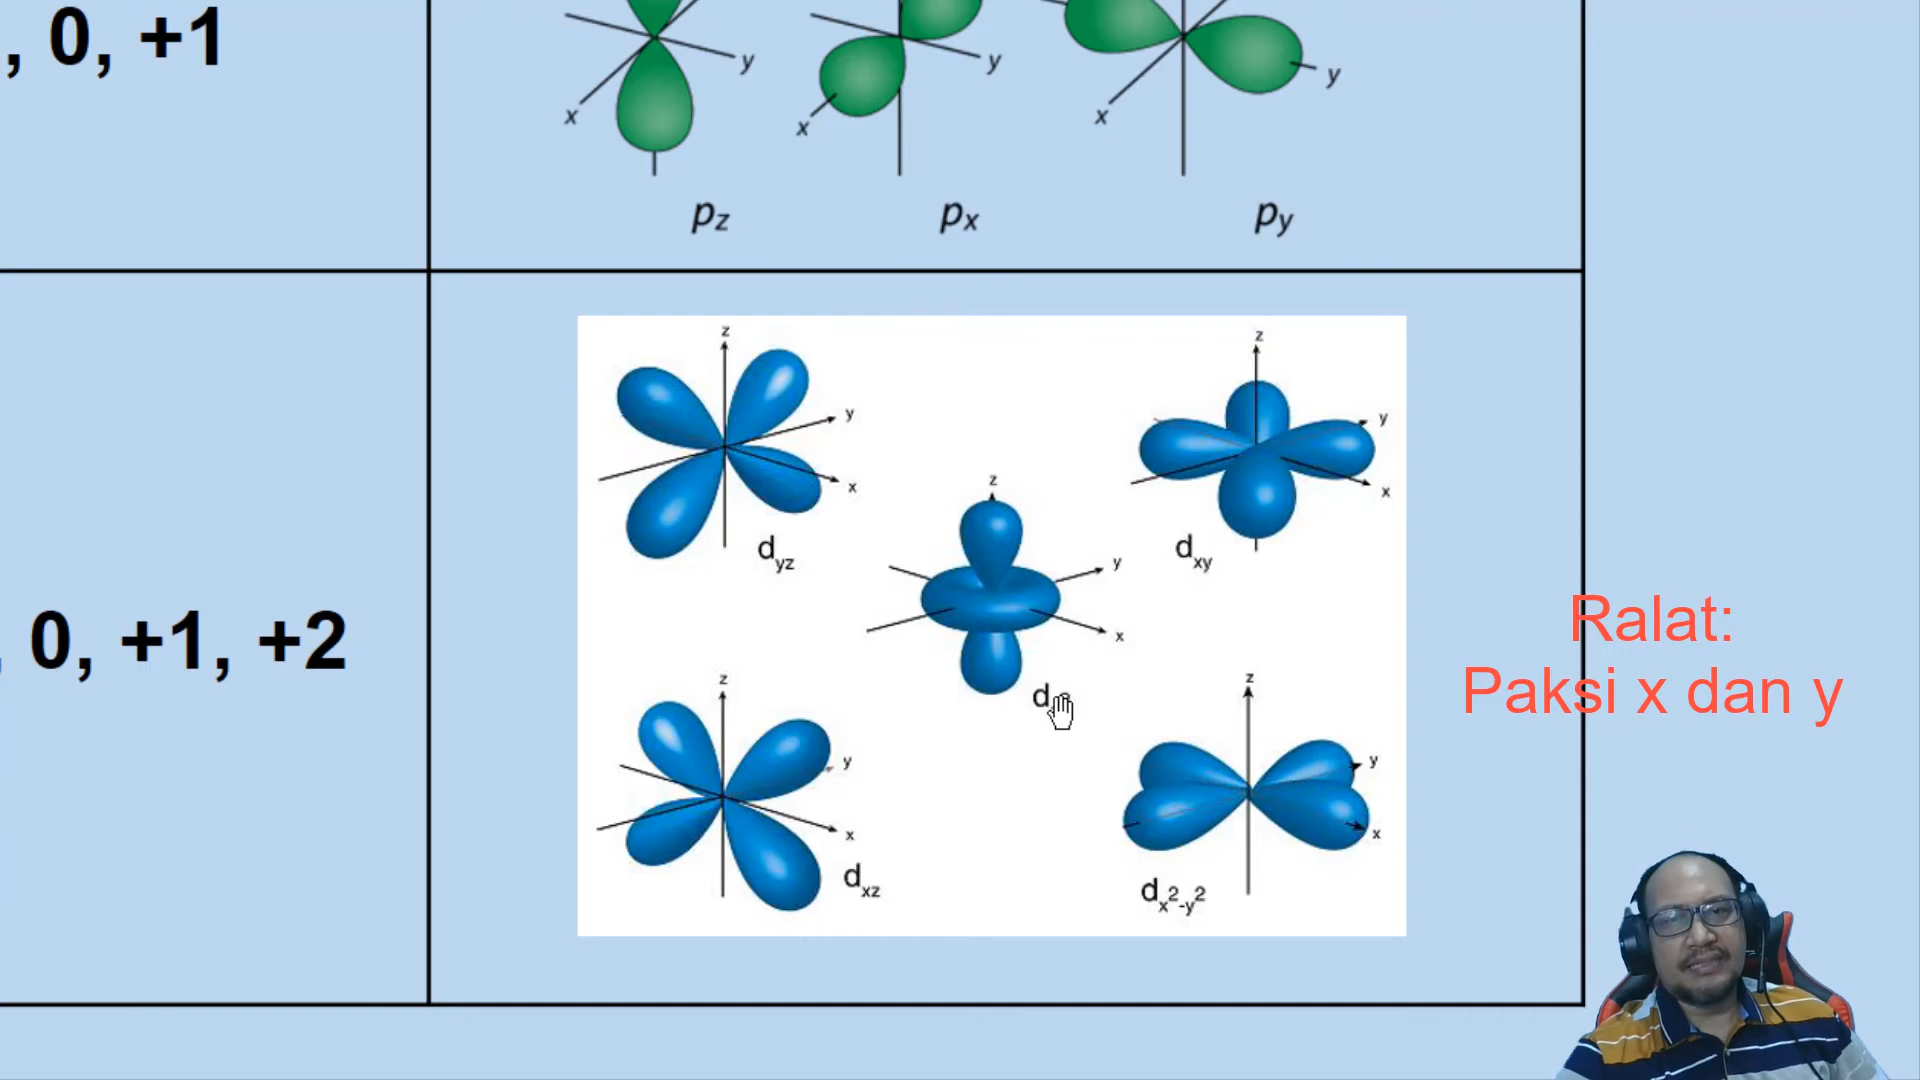 , 0, +1
y
x
y
x
y
x
pz
px
py
, 0, +1, +2
z
y
x
dyz
z
y
x
dxy
z
y
x
d
z
y
x
dxz
z
y
x
dx²-y²
Ralat:
Paksi x dan y